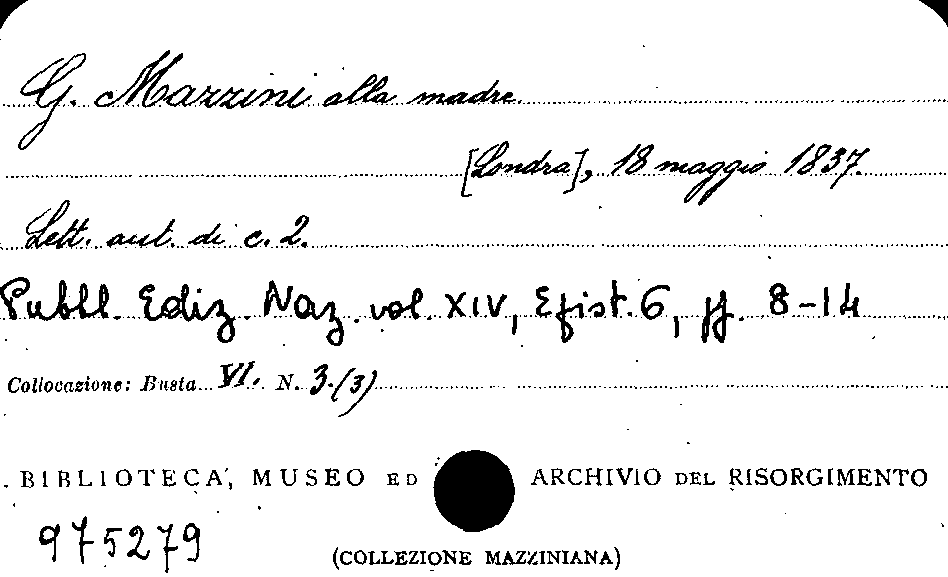 G. Mazzini alla madre
[Londra], 18 maggio 1837.
Lett. aut. di c. 2.
Pubbl. Ediz. Naz. vol. XIV, Epist. 6, pp. 8-14
Collocazione: Busta VI. N. 3.(3)
BIBLIOTECA, MUSEO ED ARCHIVIO DEL RISORGIMENTO
975279
(COLLEZIONE MAZZINIANA)